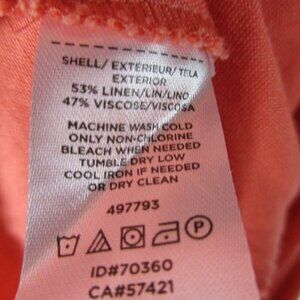 SHELL/EXTÉRIEUR/TELA
EXTERIOR
53% LINEN/LIN/LINO
47% VISCOSE/VISCOSA
MACHINE WASH COLD
ONLY NON-CHLORINE
BLEACH WHEN NEEDED
TUMBLE DRY LOW
COOL IRON IF NEEDED
OR DRY CLEAN
497793
P
ID#70360
CA#57421